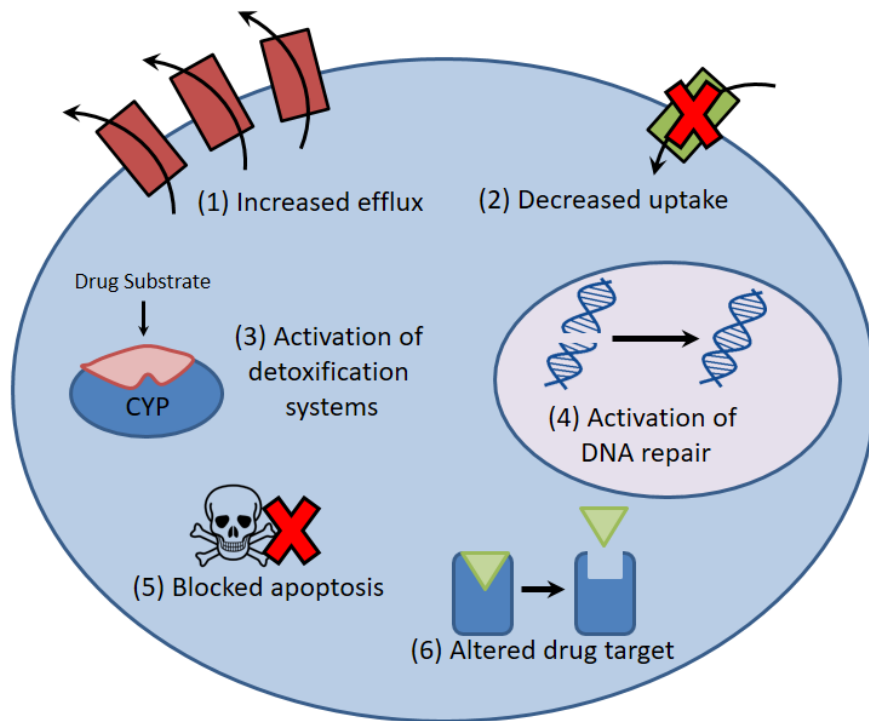 (1) Increased efflux
(2) Decreased uptake
Drug Substrate
CYP
(3) Activation of
detoxification
systems
(4) Activation of
DNA repair
(5) Blocked apoptosis
(6) Altered drug target